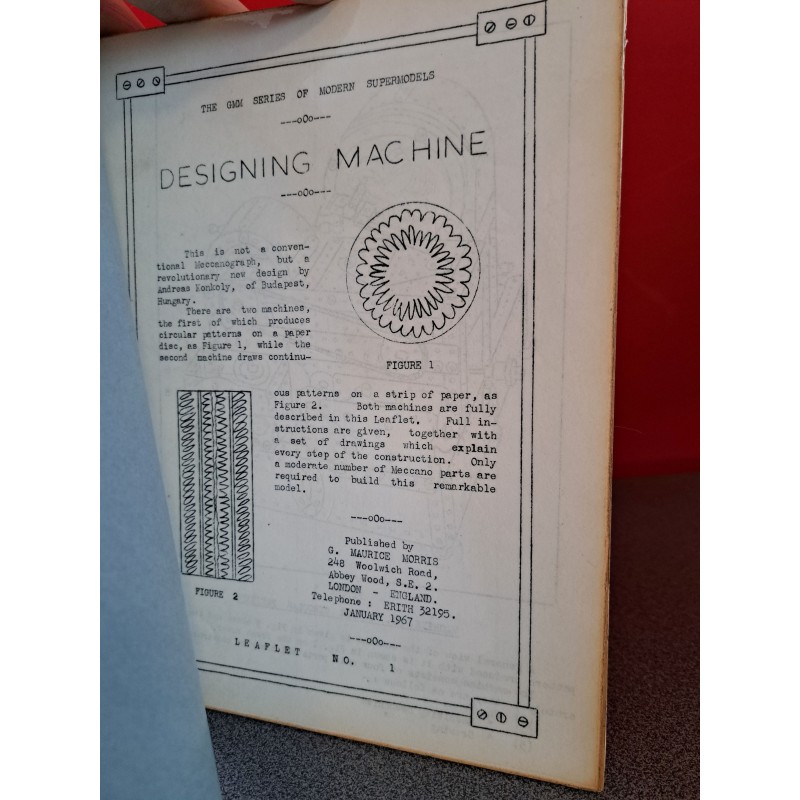 THE GMM SERIES OF MODERN SUPERMODELS
---oOo---
DESIGNING MACHINE
---oOo---
This is not a conven-
tional Meccanograph, but a
revolutionary new design by
Andreas Konkoly, of Budapest,
Hungary.
There are two machines,
the first of which produces
circular patterns on a paper
disc, as Figure 1, while the
second machine draws continu-
FIGURE 1
ous patterns on a strip of paper, as
Figure 2. Both machines are fully
described in this Leaflet. Full in-
structions are given, together with
a set of drawings which explain
every step of the construction. Only
a moderate number of Meccano parts are
required to build this remarkable
model.
FIGURE 2
---oOo---
Published by
G. MAURICE MORRIS
248 Woolwich Road,
Abbey Wood, S.E. 2.
LONDON - ENGLAND.
Telephone : ERITH 32195.
JANUARY 1967
---oOo---
LEAFLET NO. 1